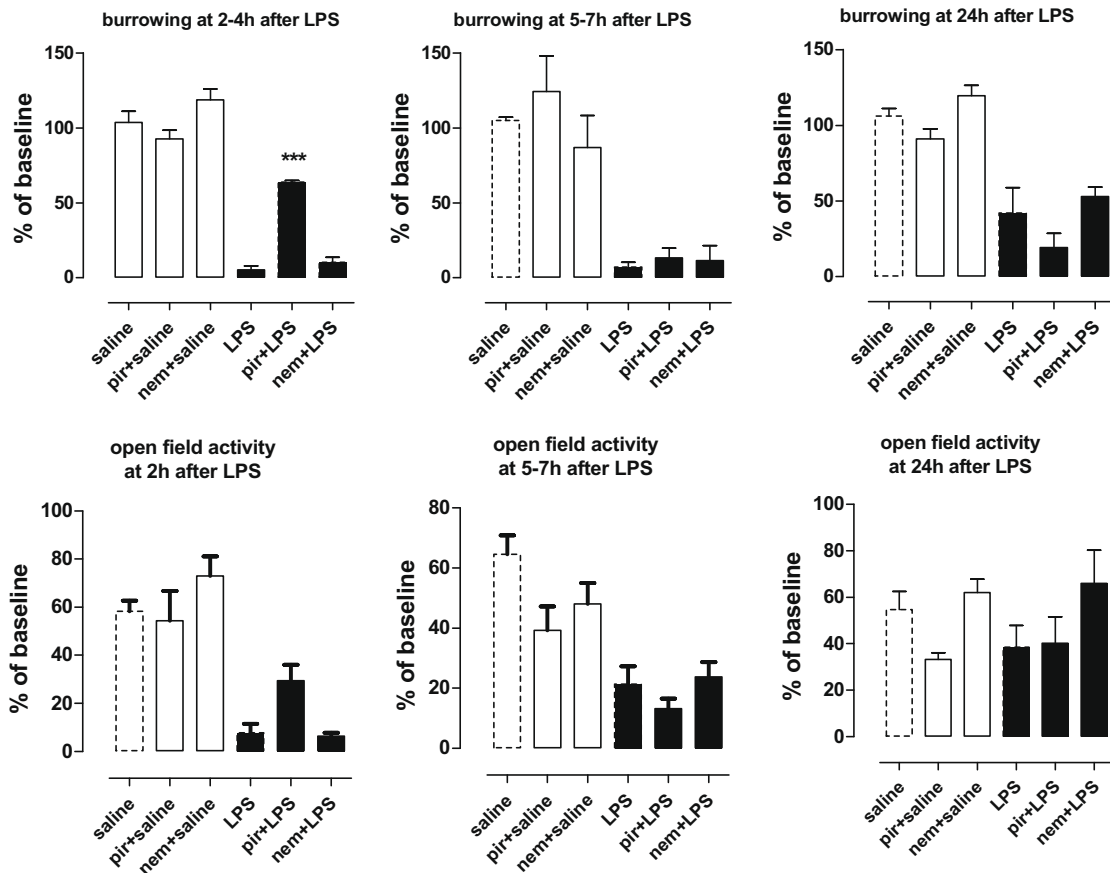 burrowing at 2-4h after LPS
% of baseline
150
100
50
0
***
saline
pir+saline
nem+saline
LPS
pir+LPS
nem+LPS
burrowing at 5-7h after LPS
% of baseline
150
100
50
0
saline
pir+saline
nem+saline
LPS
pir+LPS
nem+LPS
burrowing at 24h after LPS
% of baseline
150
100
50
0
saline
pir+saline
nem+saline
LPS
pir+LPS
nem+LPS
open field activity
at 2h after LPS
% of baseline
100
80
60
40
20
0
saline
pir+saline
nem+saline
LPS
pir+LPS
nem+LPS
open field activity
at 5-7h after LPS
% of baseline
80
60
40
20
0
saline
pir+saline
nem+saline
LPS
pir+LPS
nem+LPS
open field activity
at 24h after LPS
% of baseline
100
80
60
40
20
0
saline
pir+saline
nem+saline
LPS
pir+LPS
nem+LPS